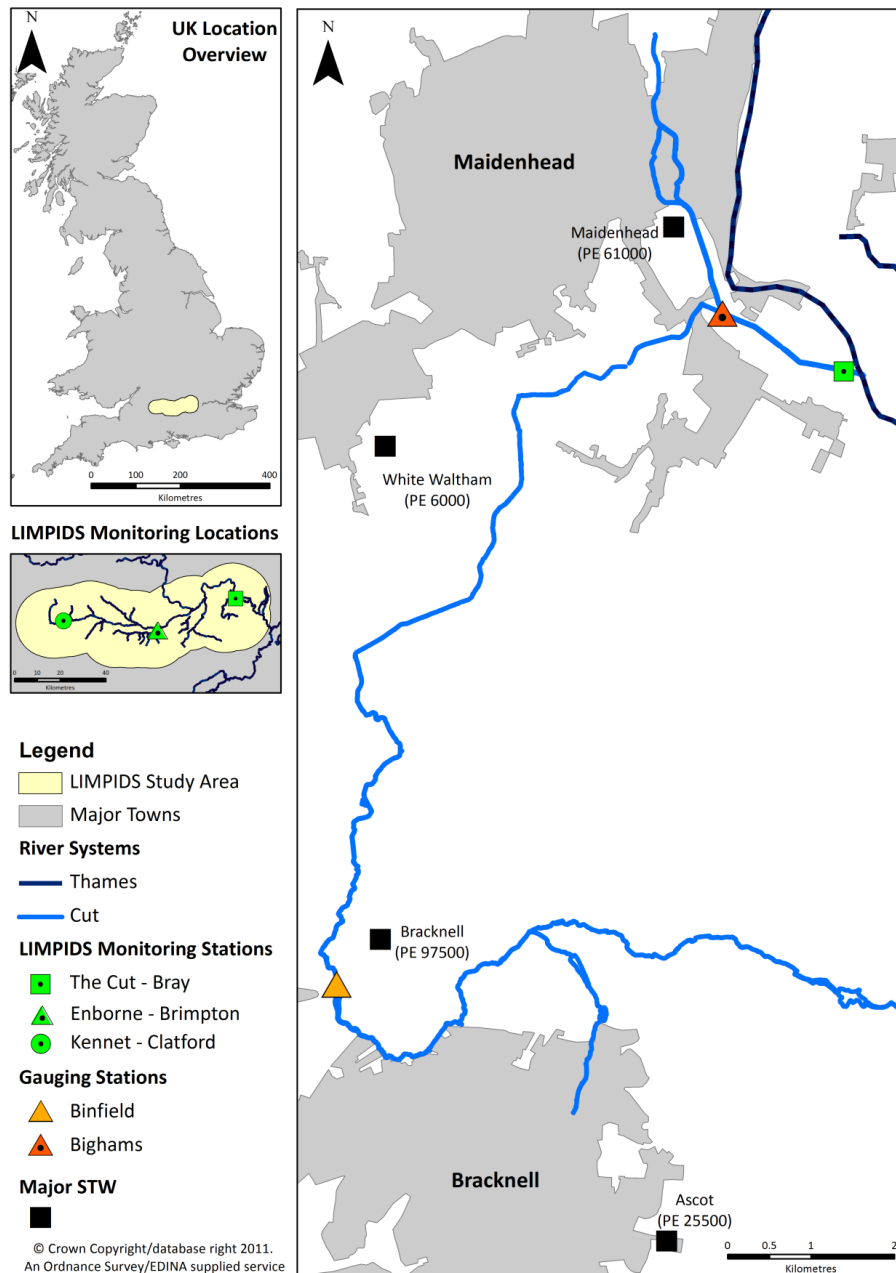 N
UK Location
Overview
0 100 200 400
Kilometres
LIMPIDS Monitoring Locations
0 10 20 40
Kilometres
Legend
LIMPIDS Study Area
Major Towns
River Systems
Thames
Cut
LIMPIDS Monitoring Stations
The Cut - Bray
Enborne - Brimpton
Kennet - Clatford
Gauging Stations
Binfield
Bighams
Major STW
© Crown Copyright/database right 2011.
An Ordnance Survey/EDINA supplied service
N
Maidenhead
Maidenhead
(PE 61000)
White Waltham
(PE 6000)
Bracknell
(PE 97500)
Bracknell
Ascot
(PE 25500)
0 0.5 1 2
Kilometres